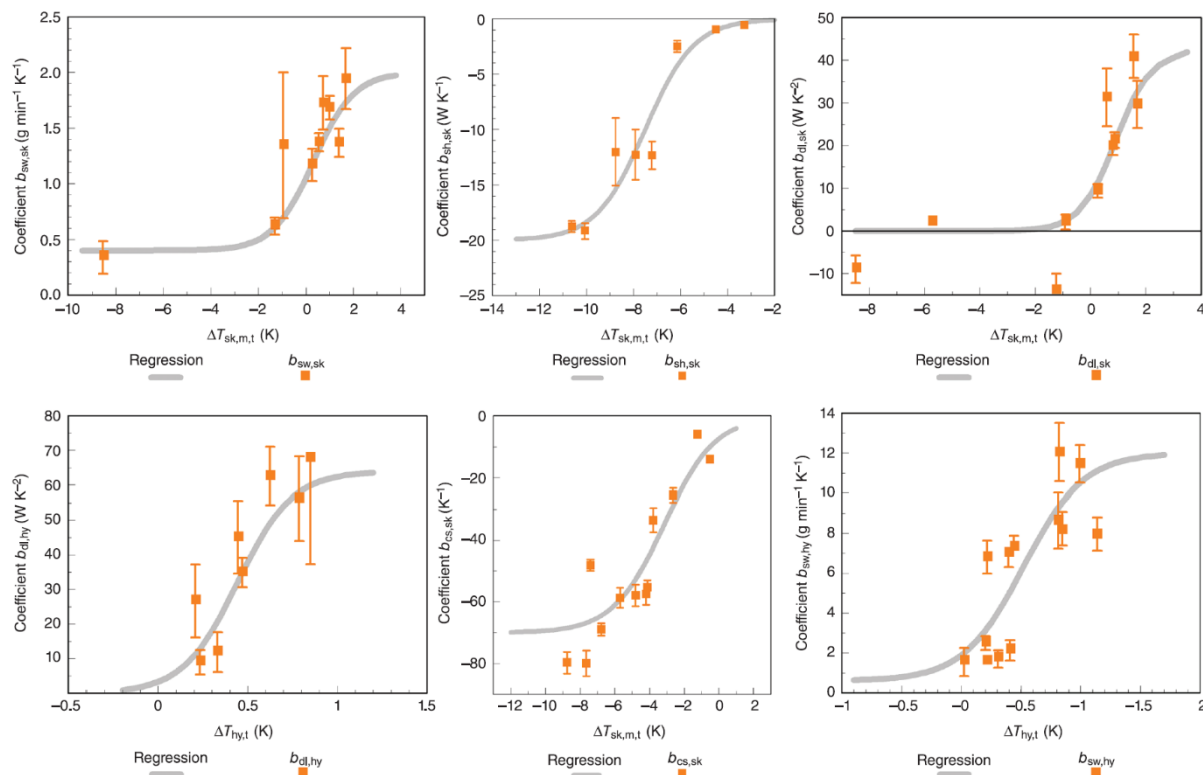 Coefficient b_sw,sk (g min⁻¹ K⁻¹)
2.5
2.0
1.5
1.0
0.5
0.0
−10 −8 −6 −4 −2 0 2 4
ΔT_sk,m,t (K)
Regression b_sw,sk
Coefficient b_sh,sk (W K⁻¹)
0
−5
−10
−15
−20
−25
−14 −12 −10 −8 −6 −4 −2
ΔT_sk,m,t (K)
Regression b_sh,sk
Coefficient b_dl,sk (W K⁻²)
50
40
30
20
10
0
−10
−8 −6 −4 −2 0 2 4
ΔT_sk,m,t (K)
Regression b_dl,sk
Coefficient b_dl,hy (W K⁻²)
80
70
60
50
40
30
20
10
−0.5 0 0.5 1 1.5
ΔT_hy,t (K)
Regression b_dl,hy
Coefficient b_cs,sk (K⁻¹)
0
−20
−40
−60
−80
−12 −10 −8 −6 −4 −2 0 2
ΔT_sk,m,t (K)
Regression b_cs,sk
Coefficient b_sw,hy (g min⁻¹ K⁻¹)
14
12
10
8
6
4
2
0
−1 −0.5 −0 −0.5 −1 −1.5 −2
ΔT_hy,t (K)
Regression b_sw,hy